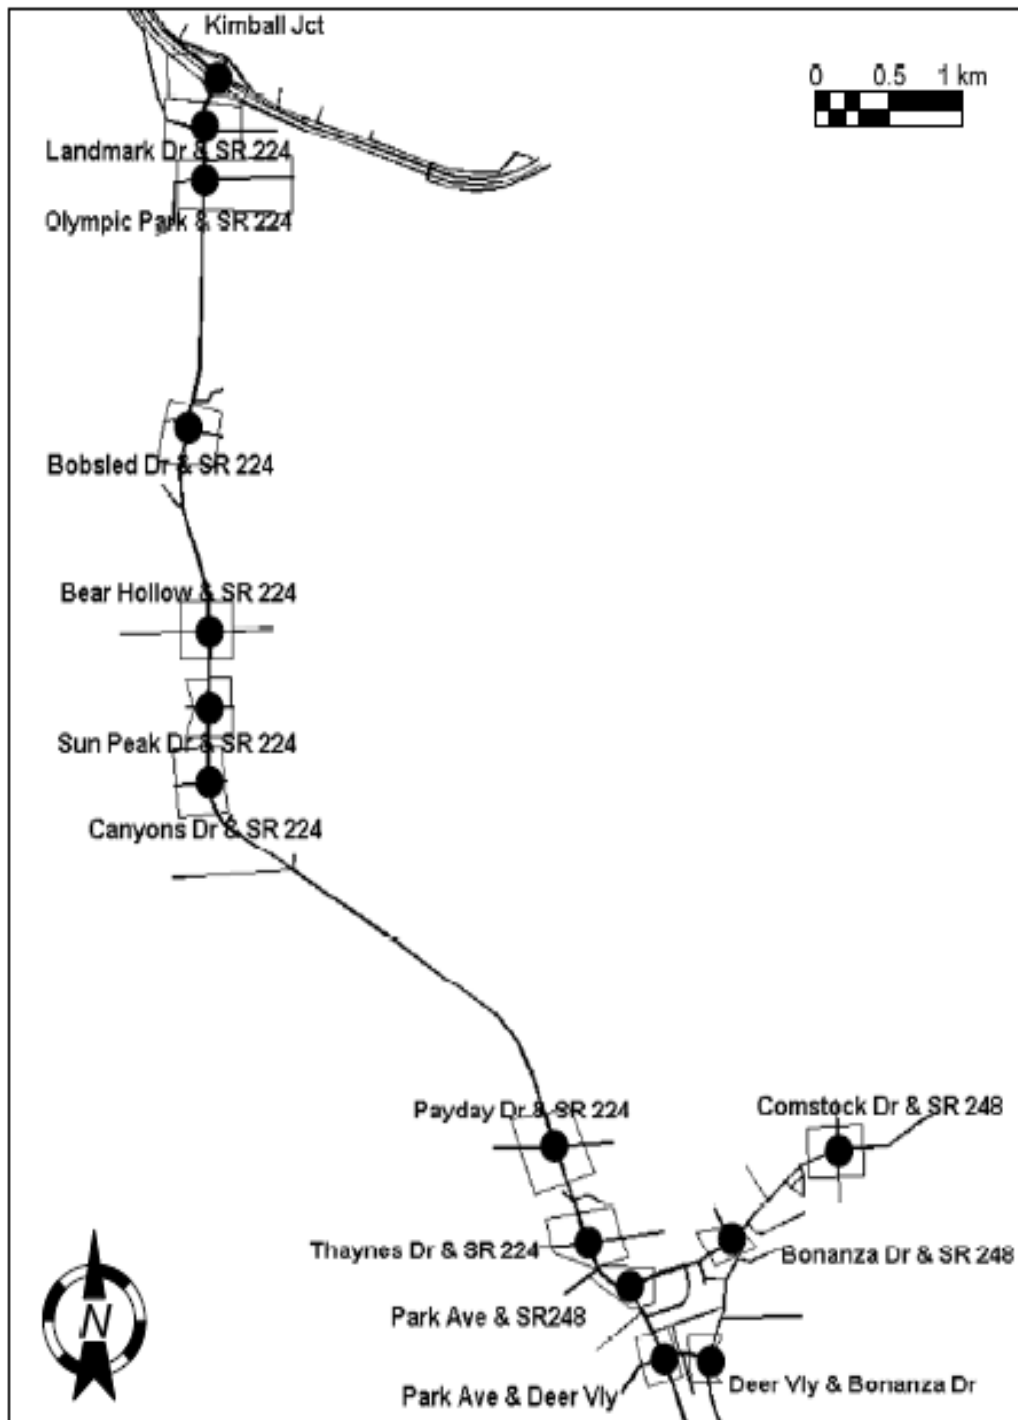 Kimball Jct
0 0.5 1 km
Landmark Dr & SR 224
Olympic Park & SR 224
Bobsled Dr & SR 224
Bear Hollow & SR 224
Sun Peak Dr & SR 224
Canyons Dr & SR 224
Payday Dr & SR 224
Comstock Dr & SR 248
Thaynes Dr & SR 224
Bonanza Dr & SR 248
Park Ave & SR248
N
Park Ave & Deer Vly
Deer Vly & Bonanza Dr